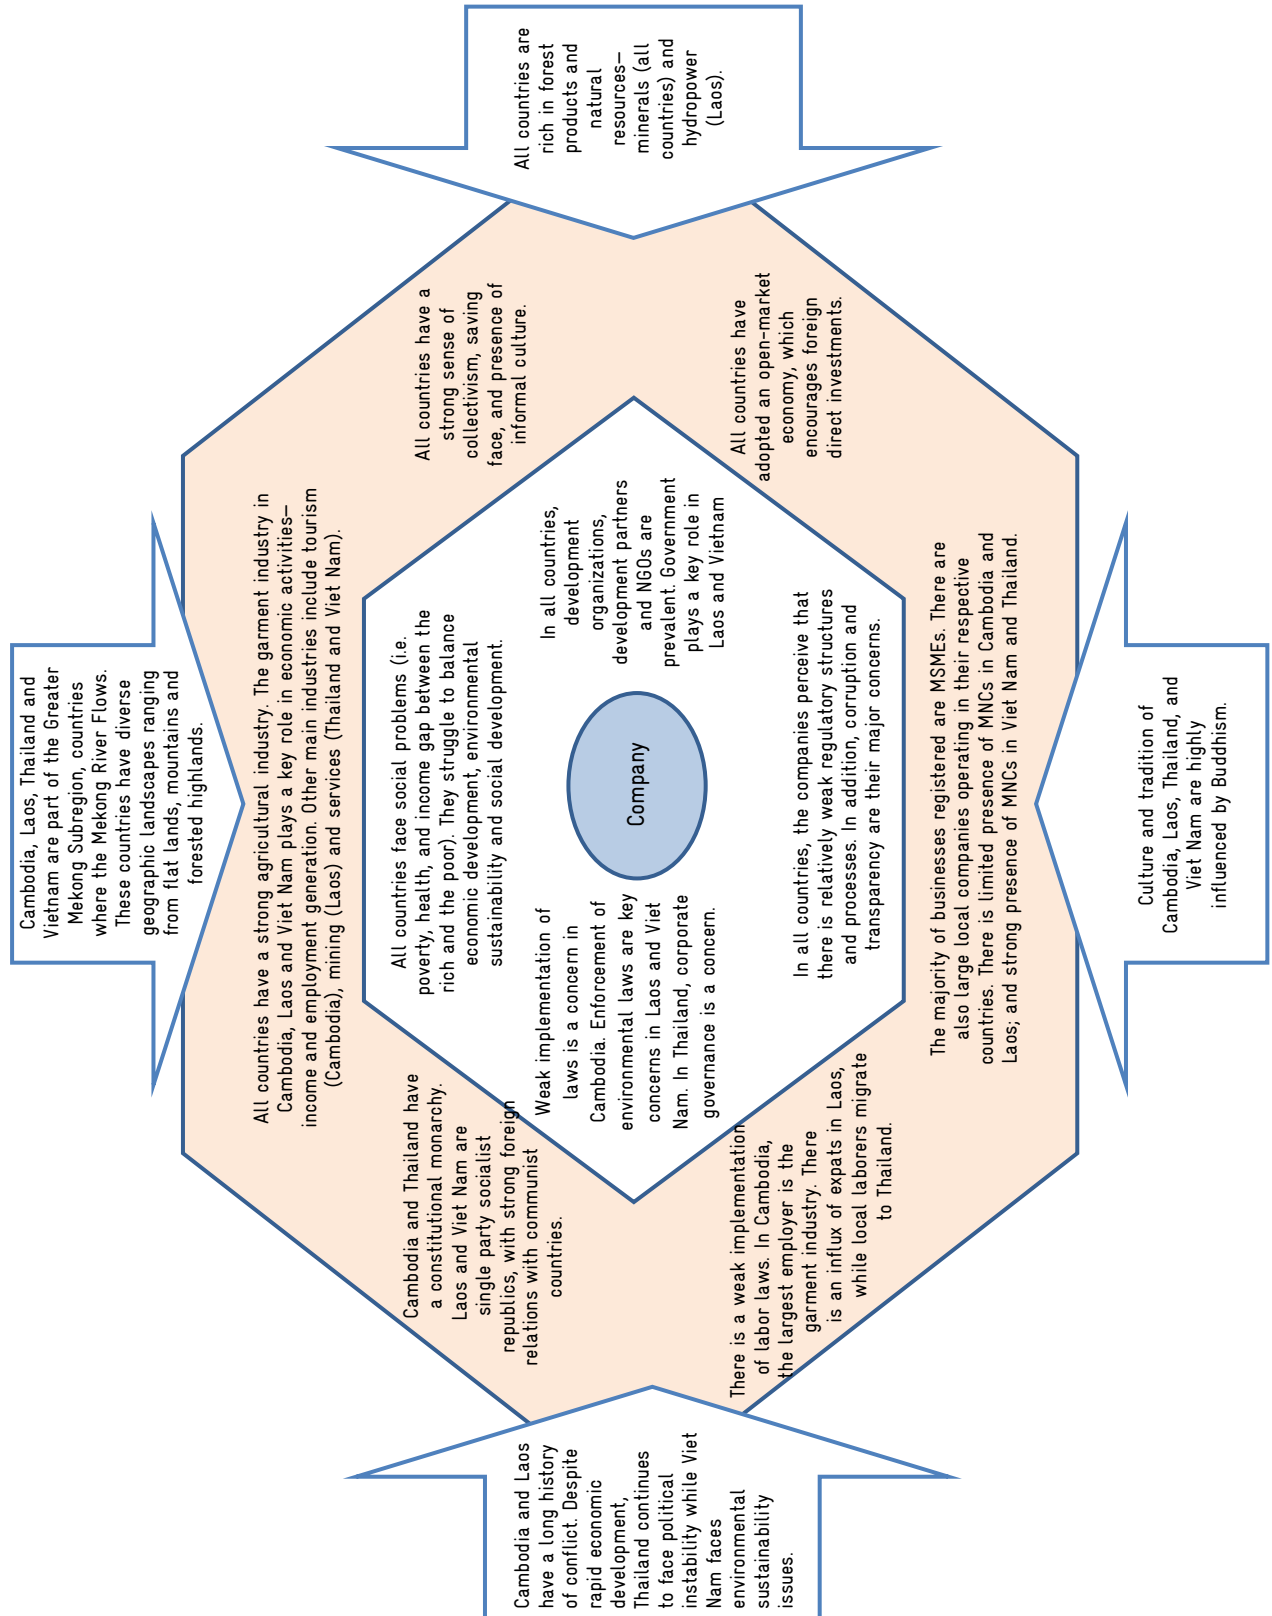 Cambodia, Laos, Thailand and
Vietnam are part of the Greater
Mekong Subregion, countries
where the Mekong River Flows.
These countries have diverse
geographic landscapes ranging
from flat lands, mountains and
forested highlands.
All countries have a strong agricultural industry. The garment industry in
Cambodia, Laos and Viet Nam plays a key role in economic activities–
income and employment generation. Other main industries include tourism
(Cambodia), mining (Laos) and services (Thailand and Viet Nam).
Cambodia and Thailand have
a constitutional monarchy.
Laos and Viet Nam are
single party socialist
republics, with strong foreign
relations with communist
countries.
All countries face social problems (i.e.
poverty, health, and income gap between the
rich and the poor). They struggle to balance
economic development, environmental
sustainability and social development.
All countries have a
strong sense of
collectivism, saving
face, and presence of
informal culture.
Cambodia and Laos
have a long history
of conflict. Despite
rapid economic
development,
Thailand continues
to face political
instability while Viet
Nam faces
environmental
sustainability
issues.
Weak implementation of
laws is a concern in
Cambodia. Enforcement of
environmental laws are key
concerns in Laos and Viet
Nam. In Thailand, corporate
governance is a concern.
Company
In all countries,
development
organizations,
development partners
and NGOs are
prevalent. Government
plays a key role in
Laos and Vietnam
All countries are
rich in forest
products and
natural
resources–
minerals (all
countries) and
hydropower
(Laos).
There is a weak implementation
of labor laws. In Cambodia,
the largest employer is the
garment industry. There
is an influx of expats in Laos,
while local laborers migrate
to Thailand.
In all countries, the companies perceive that
there is relatively weak regulatory structures
and processes. In addition, corruption and
transparency are their major concerns.
All countries have
adopted an open-market
economy, which
encourages foreign
direct investments.
The majority of businesses registered are MSMEs. There are
also large local companies operating in their respective
countries. There is limited presence of MNCs in Cambodia and
Laos; and strong presence of MNCs in Viet Nam and Thailand.
Culture and tradition of
Cambodia, Laos, Thailand, and
Viet Nam are highly
influenced by Buddhism.